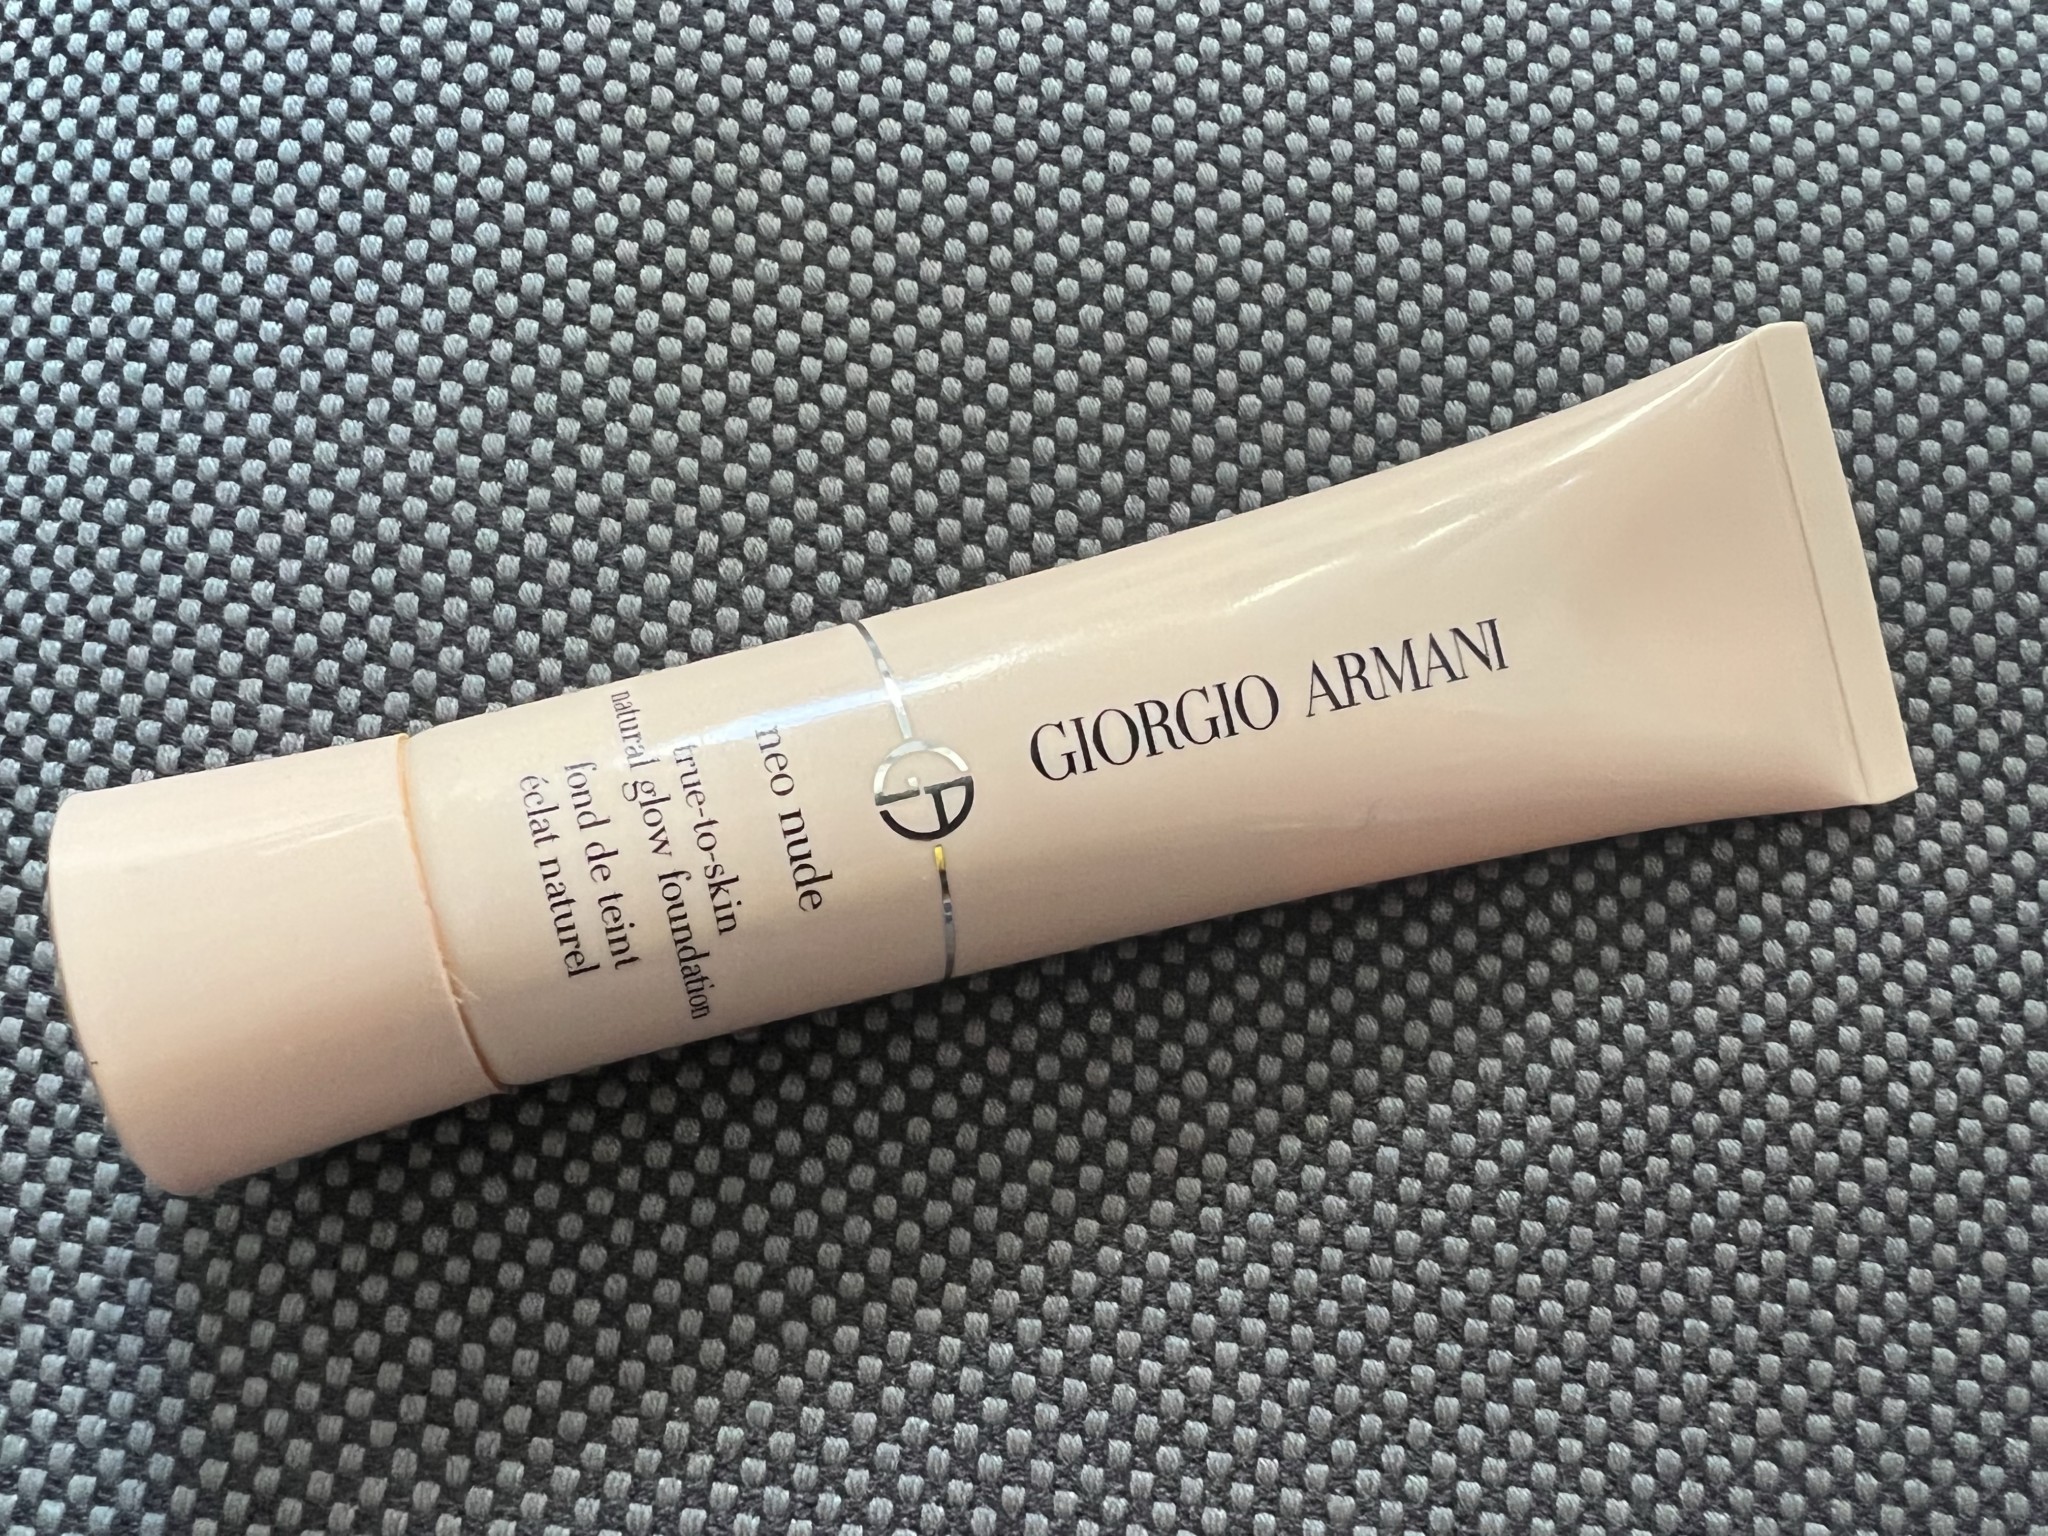 GIORGIO ARMANI
neo nude
true-to-skin
natural glow foundation
fond de teint
éclat naturel